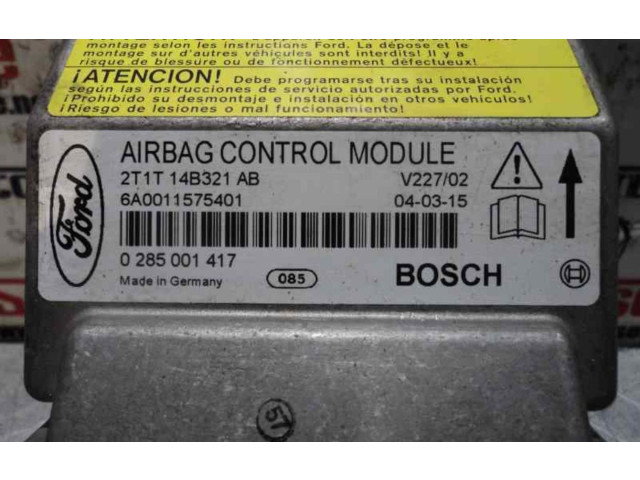 montage selon les instructions Ford. La dépose et le
montage sur d'autres véhicules sont interdits! Il y a
risque de blessure ou de fonctionnement défectueux!
¡ATENCION! Debe programarse tras su instalación
según las instrucciones de servicio autorizadas por Ford.
¡Prohibido su desmontaje e instalación en otros vehículos!
¡Riesgo de lesiones o mal funcionamiento!
Ford
AIRBAG CONTROL MODULE
2T1T 14B321 AB V227/02
6A0011575401 04-03-15
0 285 001 417
Made in Germany 085 BOSCH
57